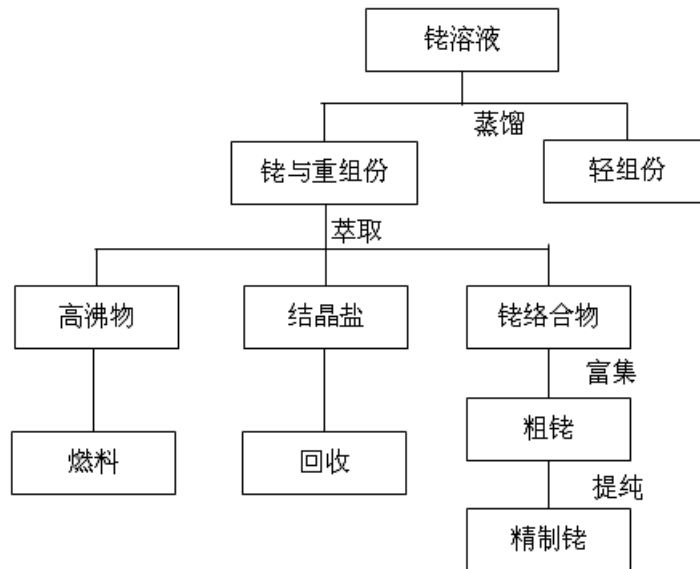 铑溶液
蒸馏
铑与重组份
轻组份
萃取
高沸物
结晶盐
铑络合物
富集
燃料
回收
粗铑
提纯
精制铑